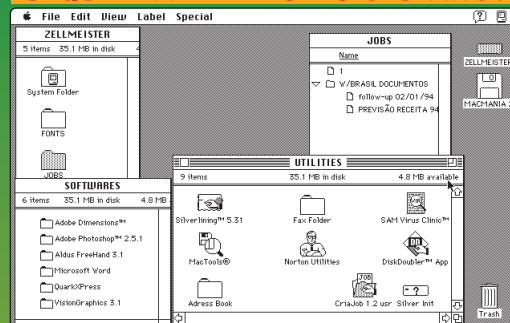 File Edit View Label Special
ZELLMEISTER
5 items 35.1 MB in disk
System Folder
FONTS
JOBS
JOBS
Name
1
W/BRASIL DOCUMENTOS
follow-up 02/01/94
PREVISÃO RECEITA 94
ZELLMEISTER
MACMANIA
SOFTWARES
6 items 35.1 MB in disk 4.8 MB
Adobe Dimensions™
Adobe Photoshop™ 2.5.1
Aldus FreeHand 3.1
Microsoft Word
QuarkXPress
VisionGraphics 3.1
UTILITIES
9 items 35.1 MB in disk 4.8 MB available
Silverlining™ 5.31 Fax Folder SAM Virus Clinic™
MacTools® Norton Utilities DiskDoubler™ App
JOB
Adress Book CriaJob 1.2 usr Silver Init
Trash